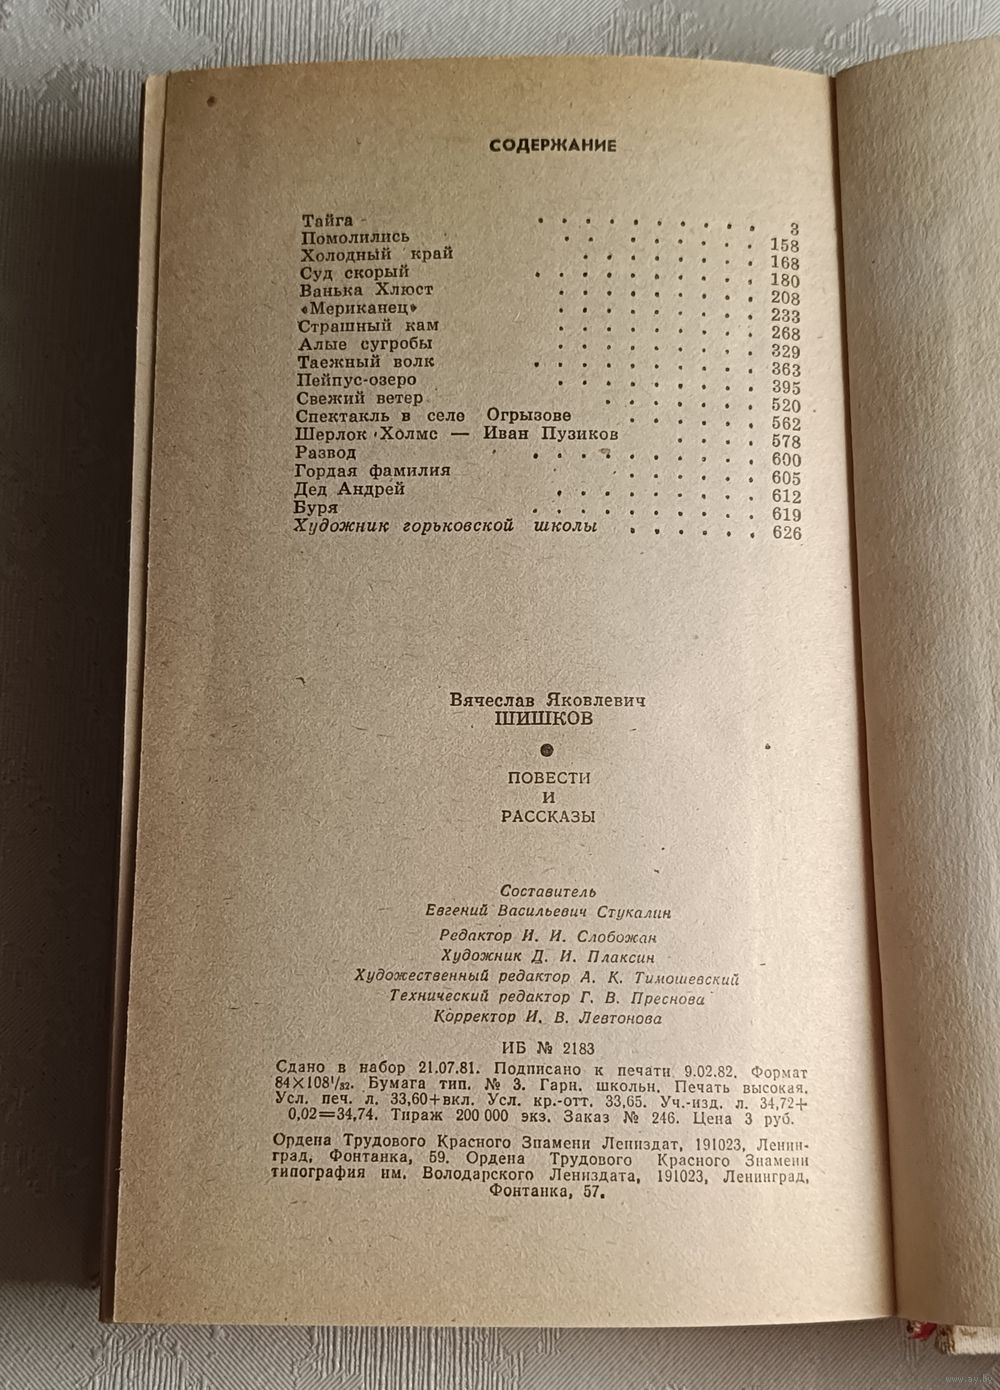 СОДЕРЖАНИЕ
Тайга . . . . . . . . . . 3
Помолились . . . . . . . . 158
Холодный край . . . . . . . . 168
Суд скорый . . . . . . . . . . 180
Ванька Хлюст . . . . . . . . . 208
«Мериканец» . . . . . . . . . 233
Страшный кам . . . . . . . . . 268
Алые сугробы . . . . . . . . . 329
Таежный волк . . . . . . . . . . 363
Пейпус-озеро . . . . . . . . . 395
Свежий ветер . . . . . . . 520
Спектакль в селе Огрызове . . . . . . 562
Шерлок Холмс — Иван Пузиков . . . . 578
Развод . . . . . . . . . . 600
Гордая фамилия . . . . . . 605
Дед Андрей . . . . . . . . . 612
Буря . . . . . . . . . . 619
Художник горьковской школы . . . . . . 626
Вячеслав Яковлевич
ШИШКОВ
ПОВЕСТИ
И
РАССКАЗЫ
Составитель
Евгений Васильевич Стукалин
Редактор И. И. Слобожан
Художник Д. И. Плаксин
Художественный редактор А. К. Тимошевский
Технический редактор Г. В. Преснова
Корректор И. В. Левтонова
ИБ № 2183
Сдано в набор 21.07.81. Подписано к печати 9.02.82. Формат
84×108¹/₃₂. Бумага тип. № 3. Гарн. школьн. Печать высокая.
Усл. печ. л. 33,60+вкл. Усл. кр.-отт. 33,65. Уч.-изд. л. 34,72+
0,02=34,74. Тираж 200 000 экз. Заказ № 246. Цена 3 руб.
Ордена Трудового Красного Знамени Лениздат, 191023, Ленин-
град, Фонтанка, 59. Ордена Трудового Красного Знамени
типография им. Володарского Лениздата, 191023, Ленинград,
Фонтанка, 57.
www.ay.by